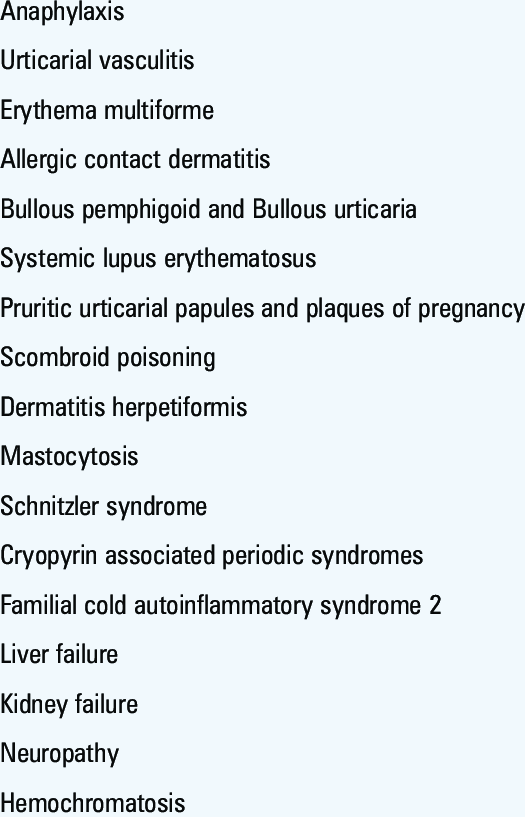 Anaphylaxis
Urticarial vasculitis
Erythema multiforme
Allergic contact dermatitis
Bullous pemphigoid and Bullous urticaria
Systemic lupus erythematosus
Pruritic urticarial papules and plaques of pregnancy
Scombroid poisoning
Dermatitis herpetiformis
Mastocytosis
Schnitzler syndrome
Cryopyrin associated periodic syndromes
Familial cold autoinflammatory syndrome 2
Liver failure
Kidney failure
Neuropathy
Hemochromatosis